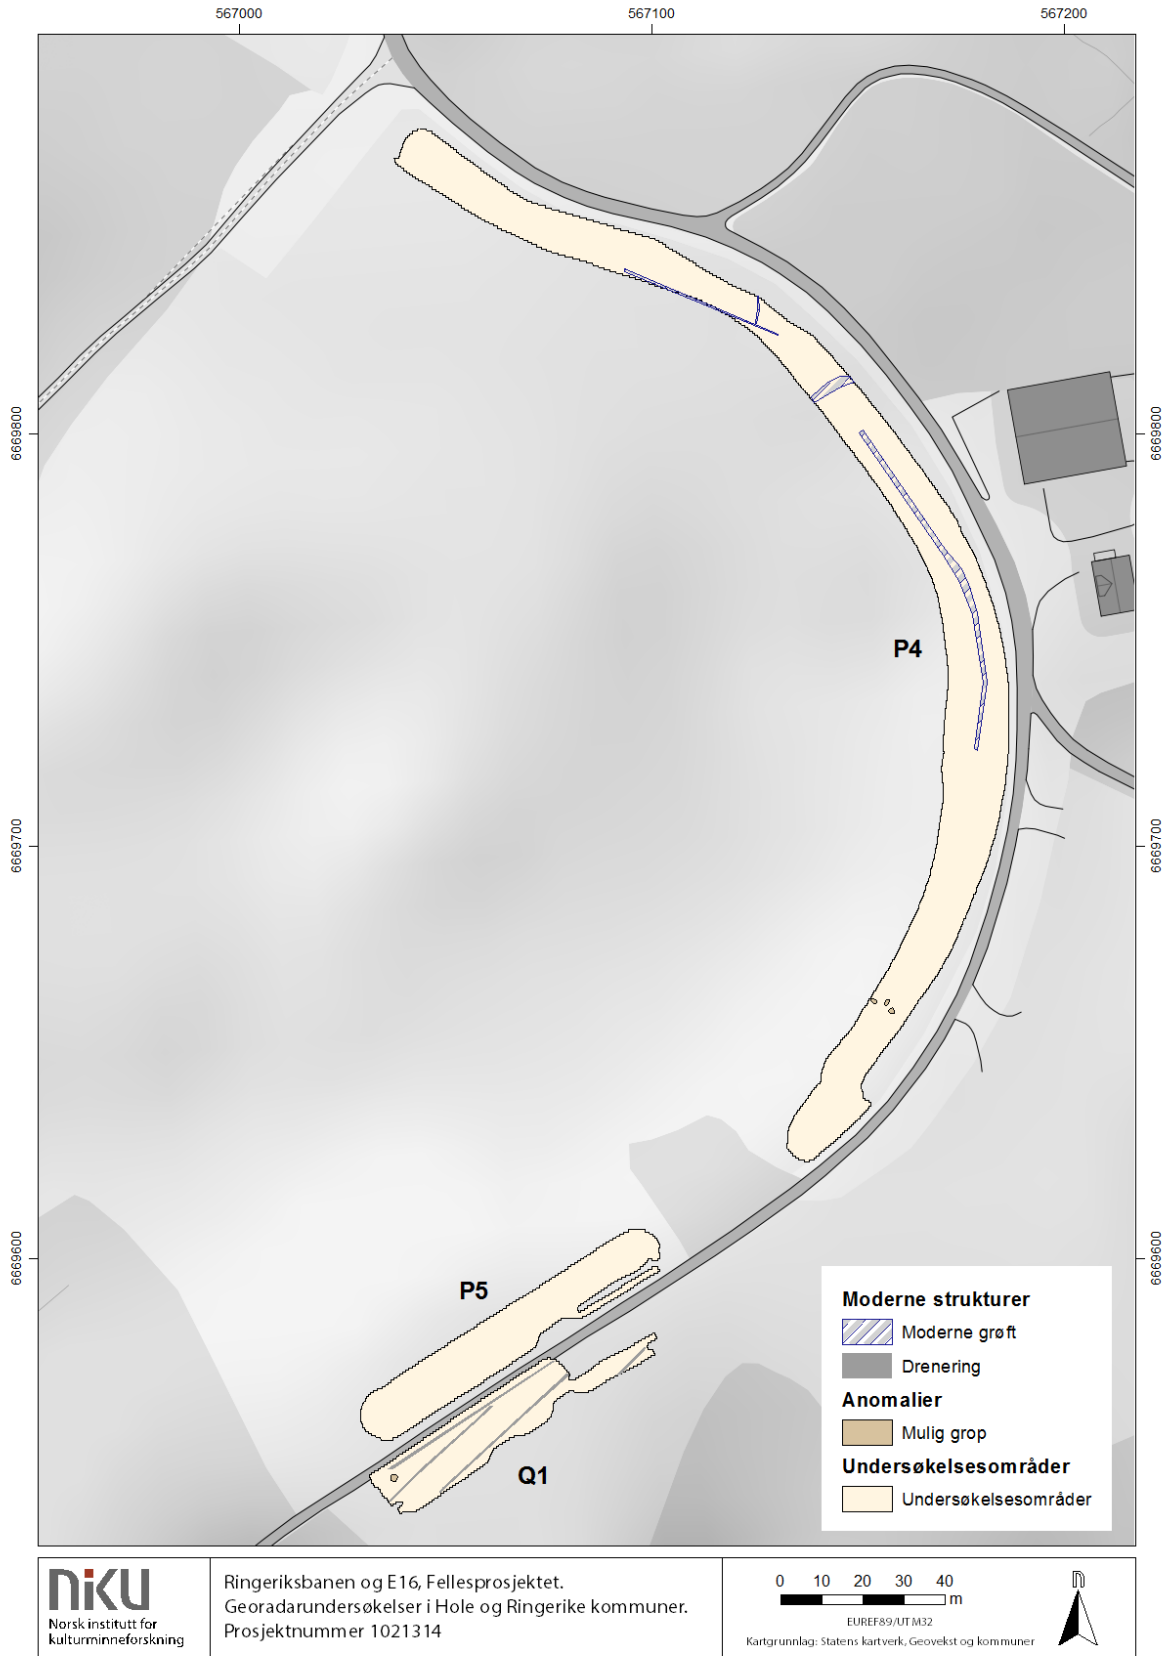 567000 567100 567200
6669800 6669800
P4
6669700 6669700
6669600 6669600
P5
Q1
Moderne strukturer
Moderne grøft
Drenering
Anomalier
Mulig grop
Undersøkelsesområder
Undersøkelsesområder
niku
Norsk institutt for
kulturminneforskning
Ringeriksbanen og E16, Fellesprosjektet.
Georadarundersøkelser i Hole og Ringerike kommuner.
Prosjektnummer 1021314
0 10 20 30 40
m
EUREF89/UTM32
Kartgrunnlag: Statens kartverk, Geovekst og kommuner
n